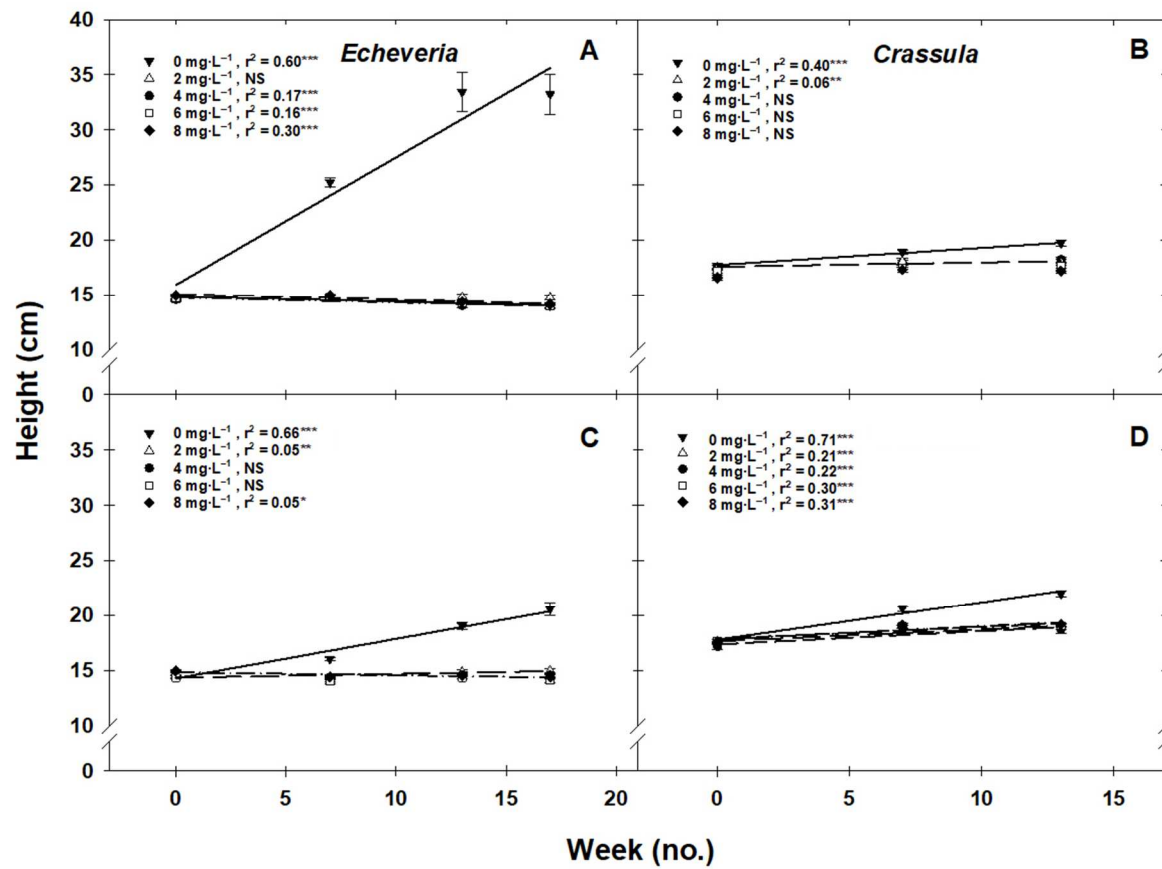 Echeveria
A
0 mg·L⁻¹ , r² = 0.60***
2 mg·L⁻¹, NS
4 mg·L⁻¹ , r² = 0.17***
6 mg·L⁻¹ , r² = 0.16***
8 mg·L⁻¹ , r² = 0.30***
Crassula
B
0 mg·L⁻¹ , r² = 0.40***
2 mg·L⁻¹ , r² = 0.06**
4 mg·L⁻¹, NS
6 mg·L⁻¹, NS
8 mg·L⁻¹, NS
40
35
30
25
20
15
10
0
C
0 mg·L⁻¹ , r² = 0.66***
2 mg·L⁻¹ , r² = 0.05**
4 mg·L⁻¹ , NS
6 mg·L⁻¹ , NS
8 mg·L⁻¹ , r² = 0.05*
D
0 mg·L⁻¹ , r² = 0.71***
2 mg·L⁻¹ , r² = 0.21***
4 mg·L⁻¹ , r² = 0.22***
6 mg·L⁻¹ , r² = 0.30***
8 mg·L⁻¹ , r² = 0.31***
35
30
25
20
15
10
0
Height (cm)
0 5 10 15 20
0 5 10 15
Week (no.)